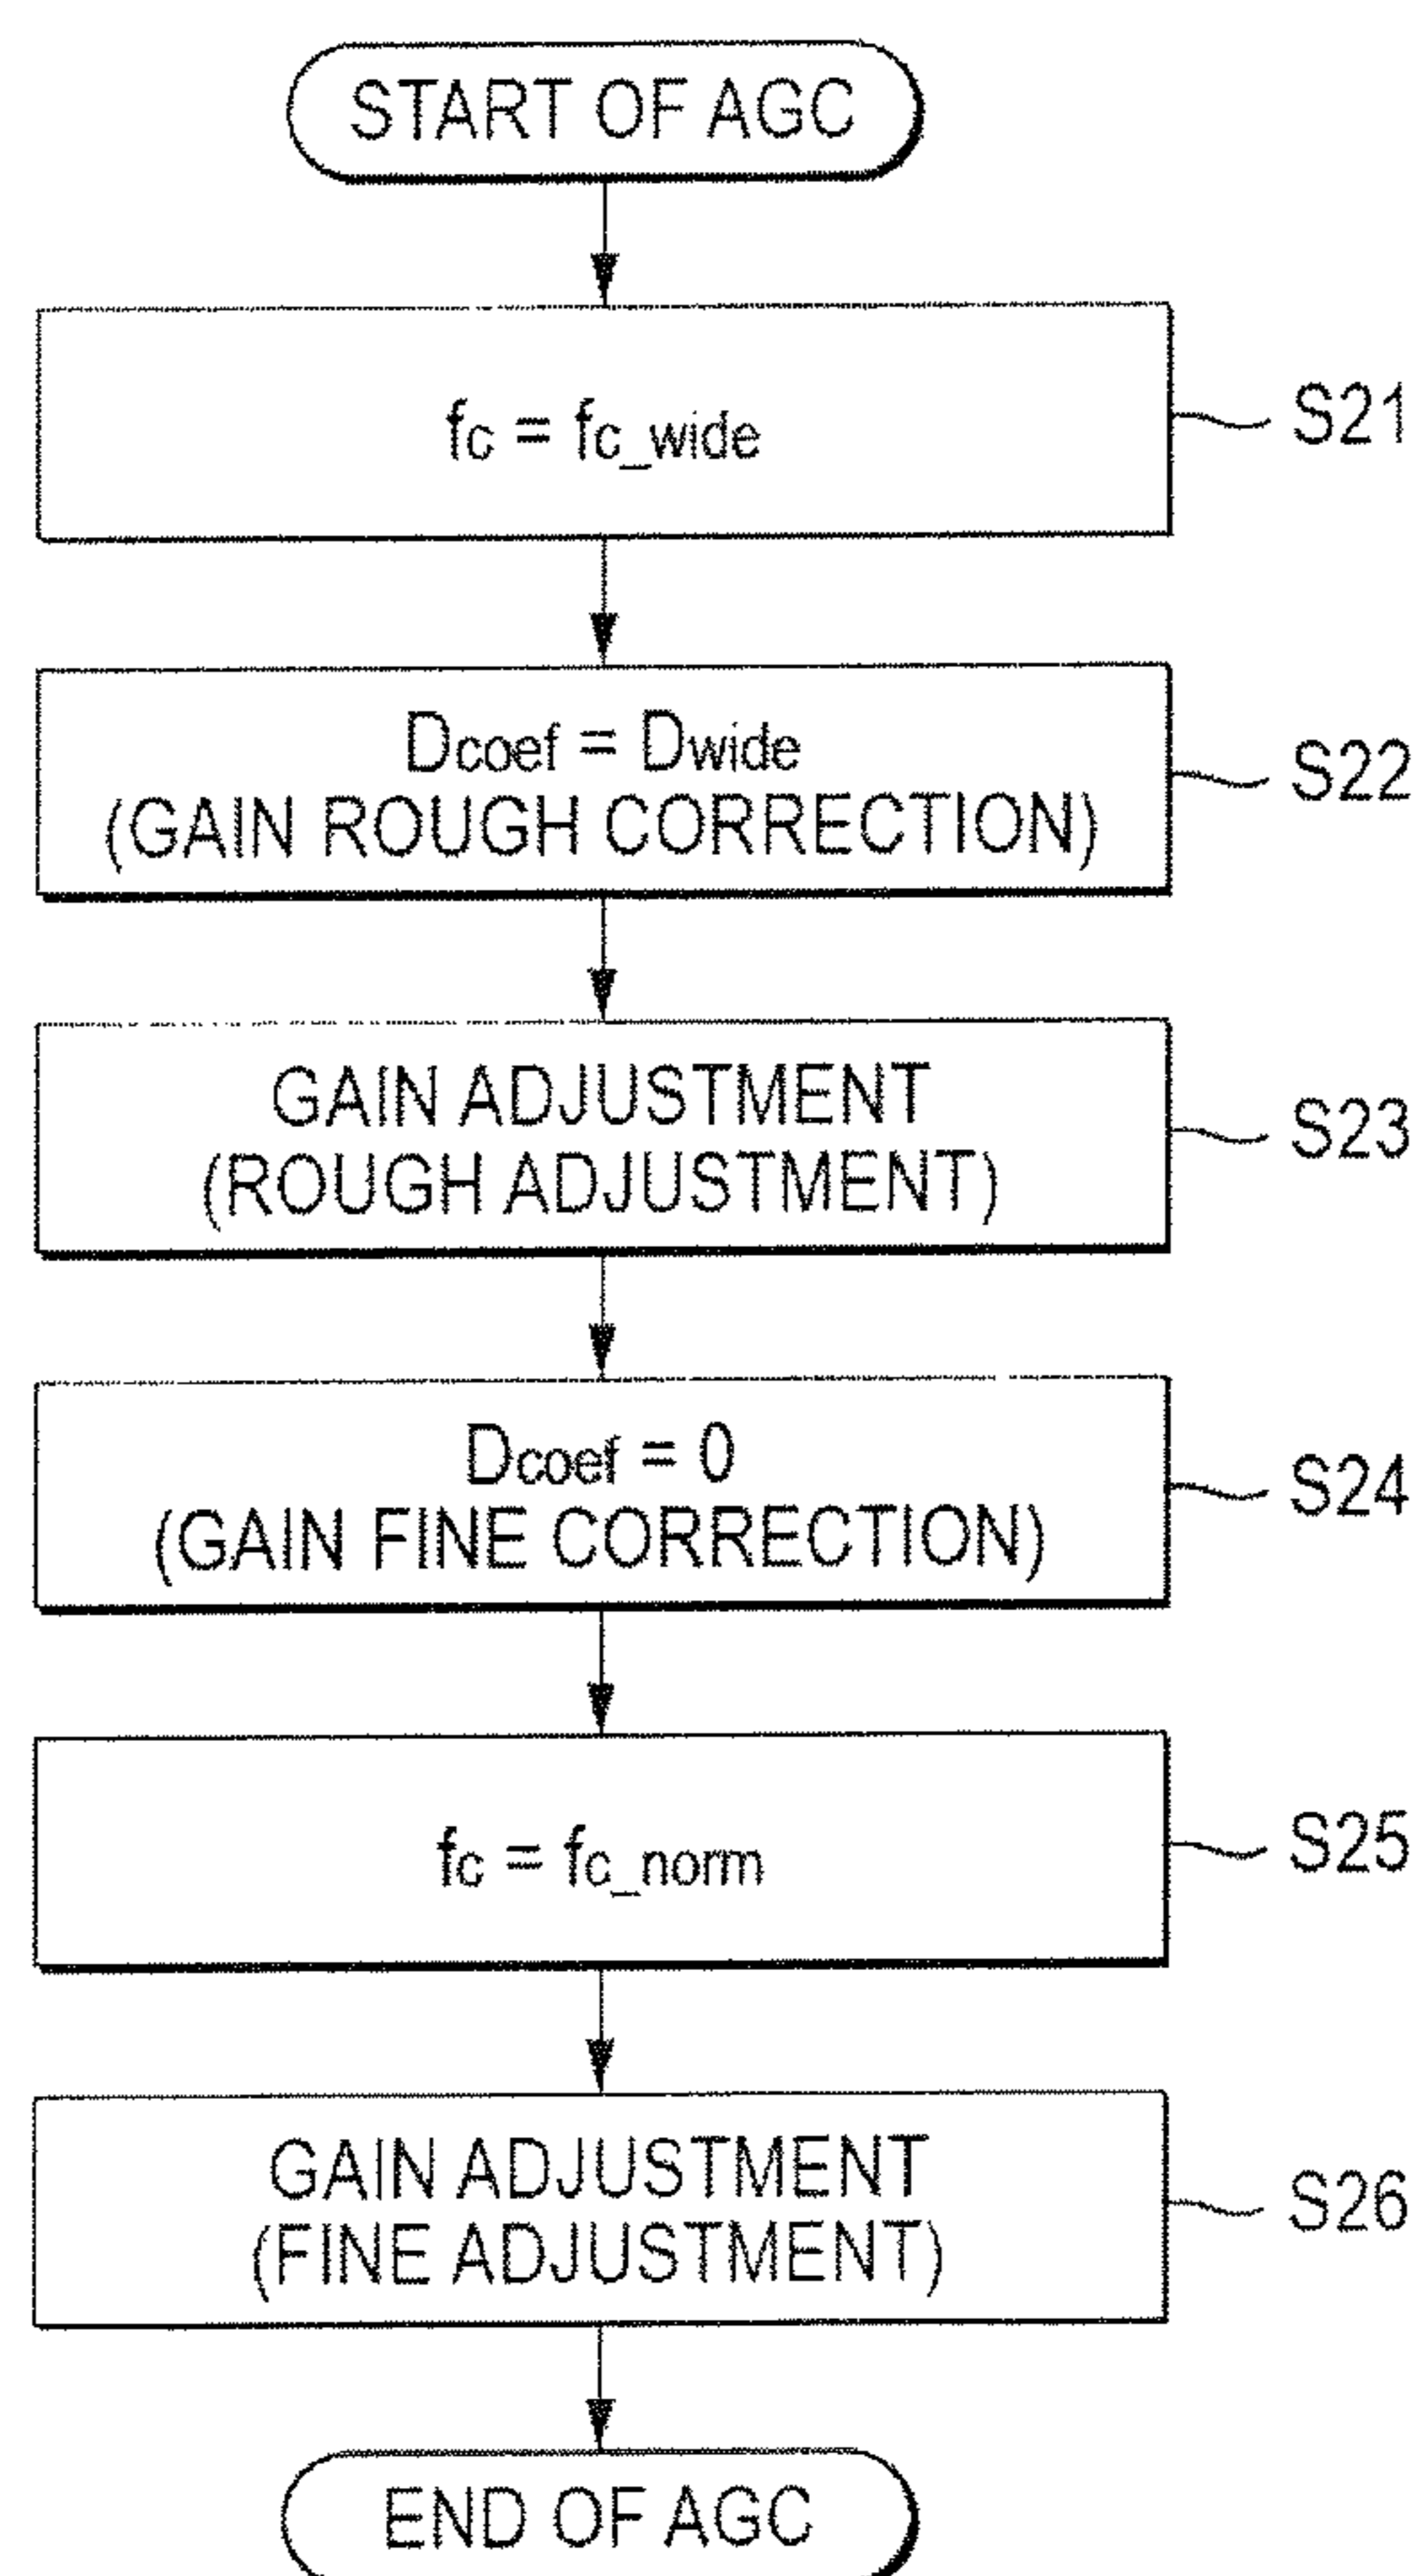 START OF AGC
fc = fc_wide
S21
Dcoef = Dwide
(GAIN ROUGH CORRECTION)
S22
GAIN ADJUSTMENT
(ROUGH ADJUSTMENT)
S23
Dcoef = 0
(GAIN FINE CORRECTION)
S24
fc = fc_norm
S25
GAIN ADJUSTMENT
(FINE ADJUSTMENT)
S26
END OF AGC